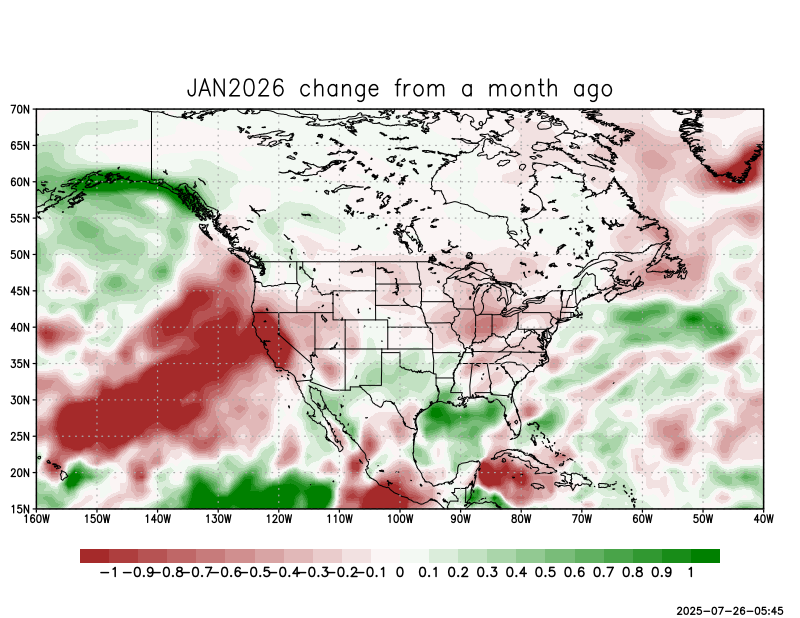 JAN2026 change from a month ago
70N
65N
60N
55N
50N
45N
40N
35N
30N
25N
20N
15N
160W 150W 140W 130W 120W 110W 100W 90W 80W 70W 60W 50W 40W
-1 -0.9 -0.8 -0.7 -0.6 -0.5 -0.4 -0.3 -0.2 -0.1 0 0.1 0.2 0.3 0.4 0.5 0.6 0.7 0.8 0.9 1
2025-07-26-05:45